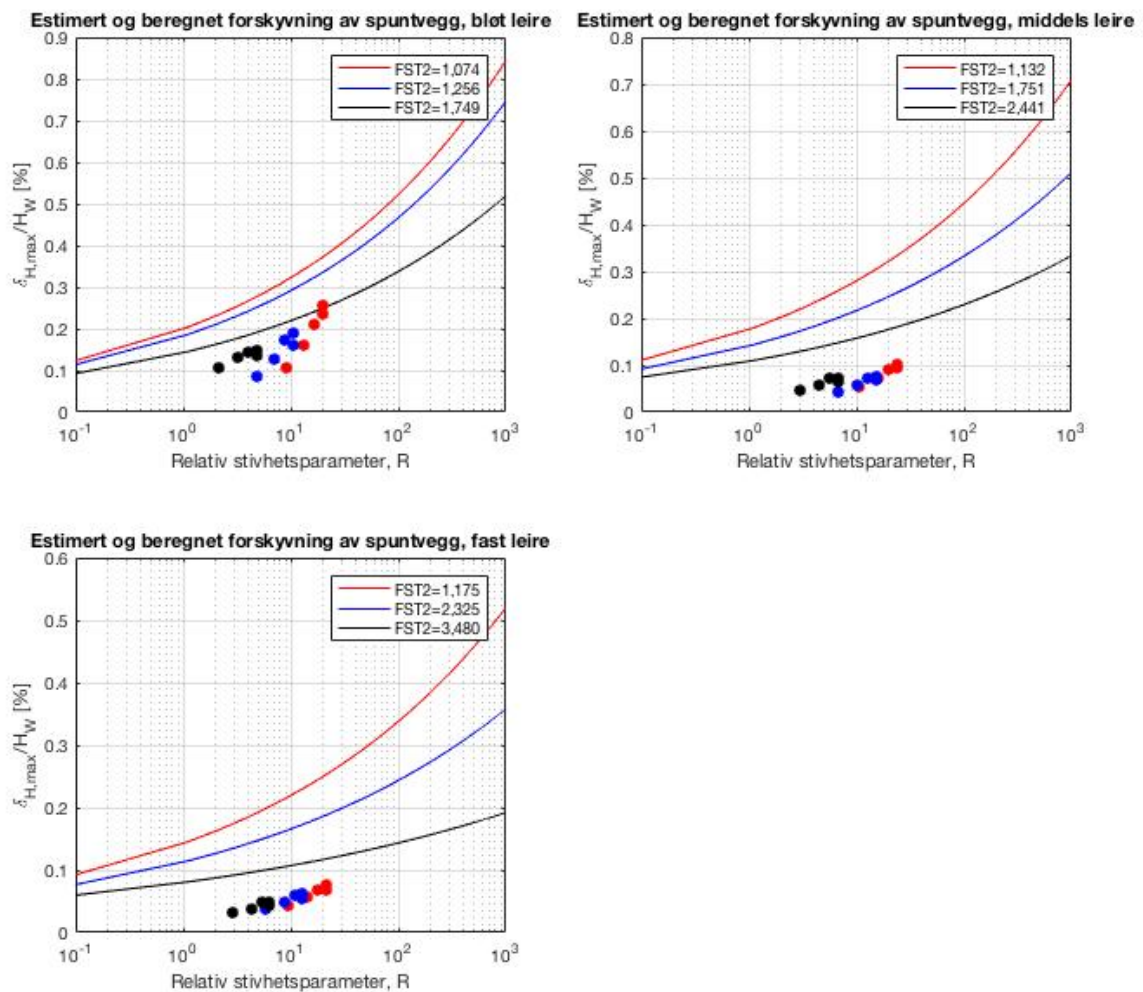 Estimert og beregnet forskyvning av spuntvegg, bløt leire
0.9
0.8
0.7
0.6
0.5
0.4
0.3
0.2
0.1
0
δH,max/HW [%]
FST2=1,074
FST2=1,256
FST2=1,749
10-1 100 101 102 103
Relativ stivhetsparameter, R
Estimert og beregnet forskyvning av spuntvegg, middels leire
0.8
0.7
0.6
0.5
0.4
0.3
0.2
0.1
0
δH,max/HW [%]
FST2=1,132
FST2=1,751
FST2=2,441
10-1 100 101 102 103
Relativ stivhetsparameter, R
Estimert og beregnet forskyvning av spuntvegg, fast leire
0.6
0.5
0.4
0.3
0.2
0.1
0
δH,max/HW [%]
FST2=1,175
FST2=2,325
FST2=3,480
10-1 100 101 102 103
Relativ stivhetsparameter, R